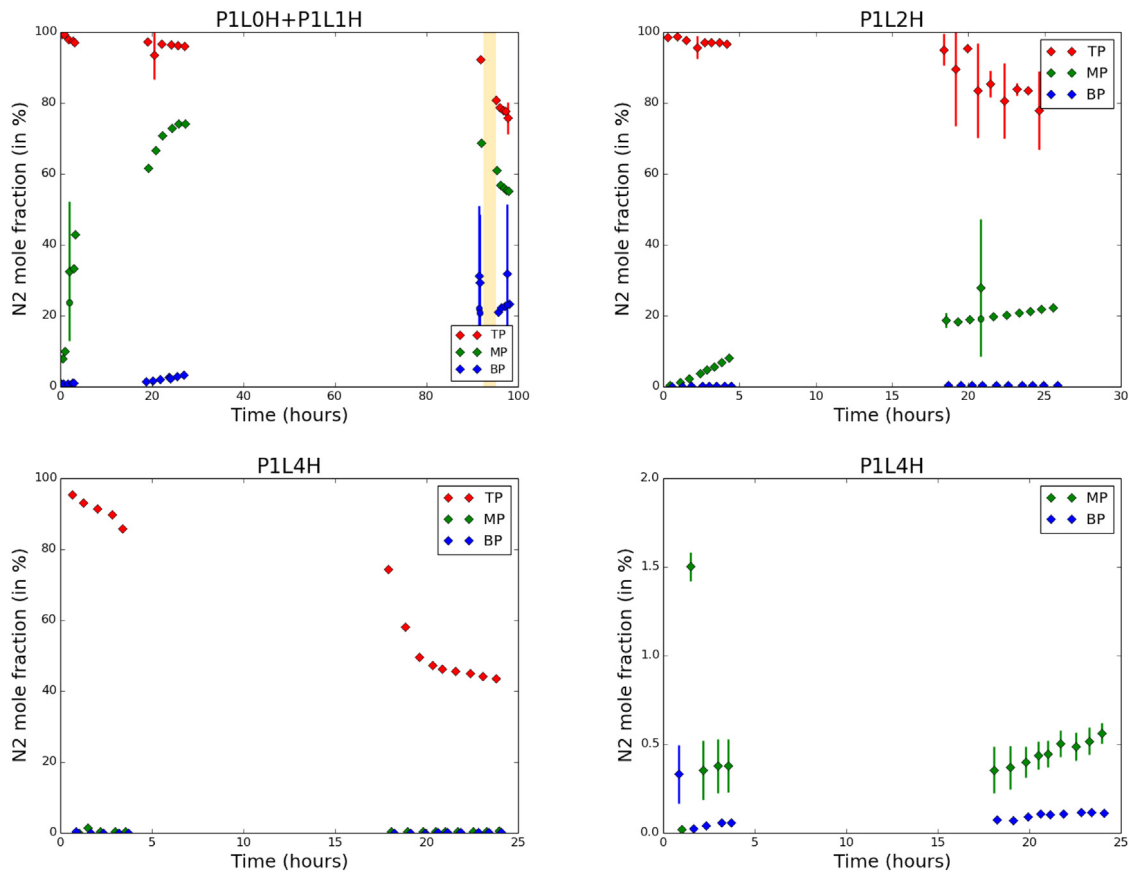 P1L0H+P1L1H
N2 mole fraction (in %)
100
80
60
40
20
0
0 20 40 60 80 100
Time (hours)
TP
MP
BP
P1L2H
N2 mole fraction (in %)
100
80
60
40
20
0
0 5 10 15 20 25 30
Time (hours)
TP
MP
BP
P1L4H
N2 mole fraction (in %)
100
80
60
40
20
0
0 5 10 15 20 25
Time (hours)
TP
MP
BP
P1L4H
N2 mole fraction (in %)
2.0
1.5
1.0
0.5
0.0
0 5 10 15 20 25
Time (hours)
MP
BP